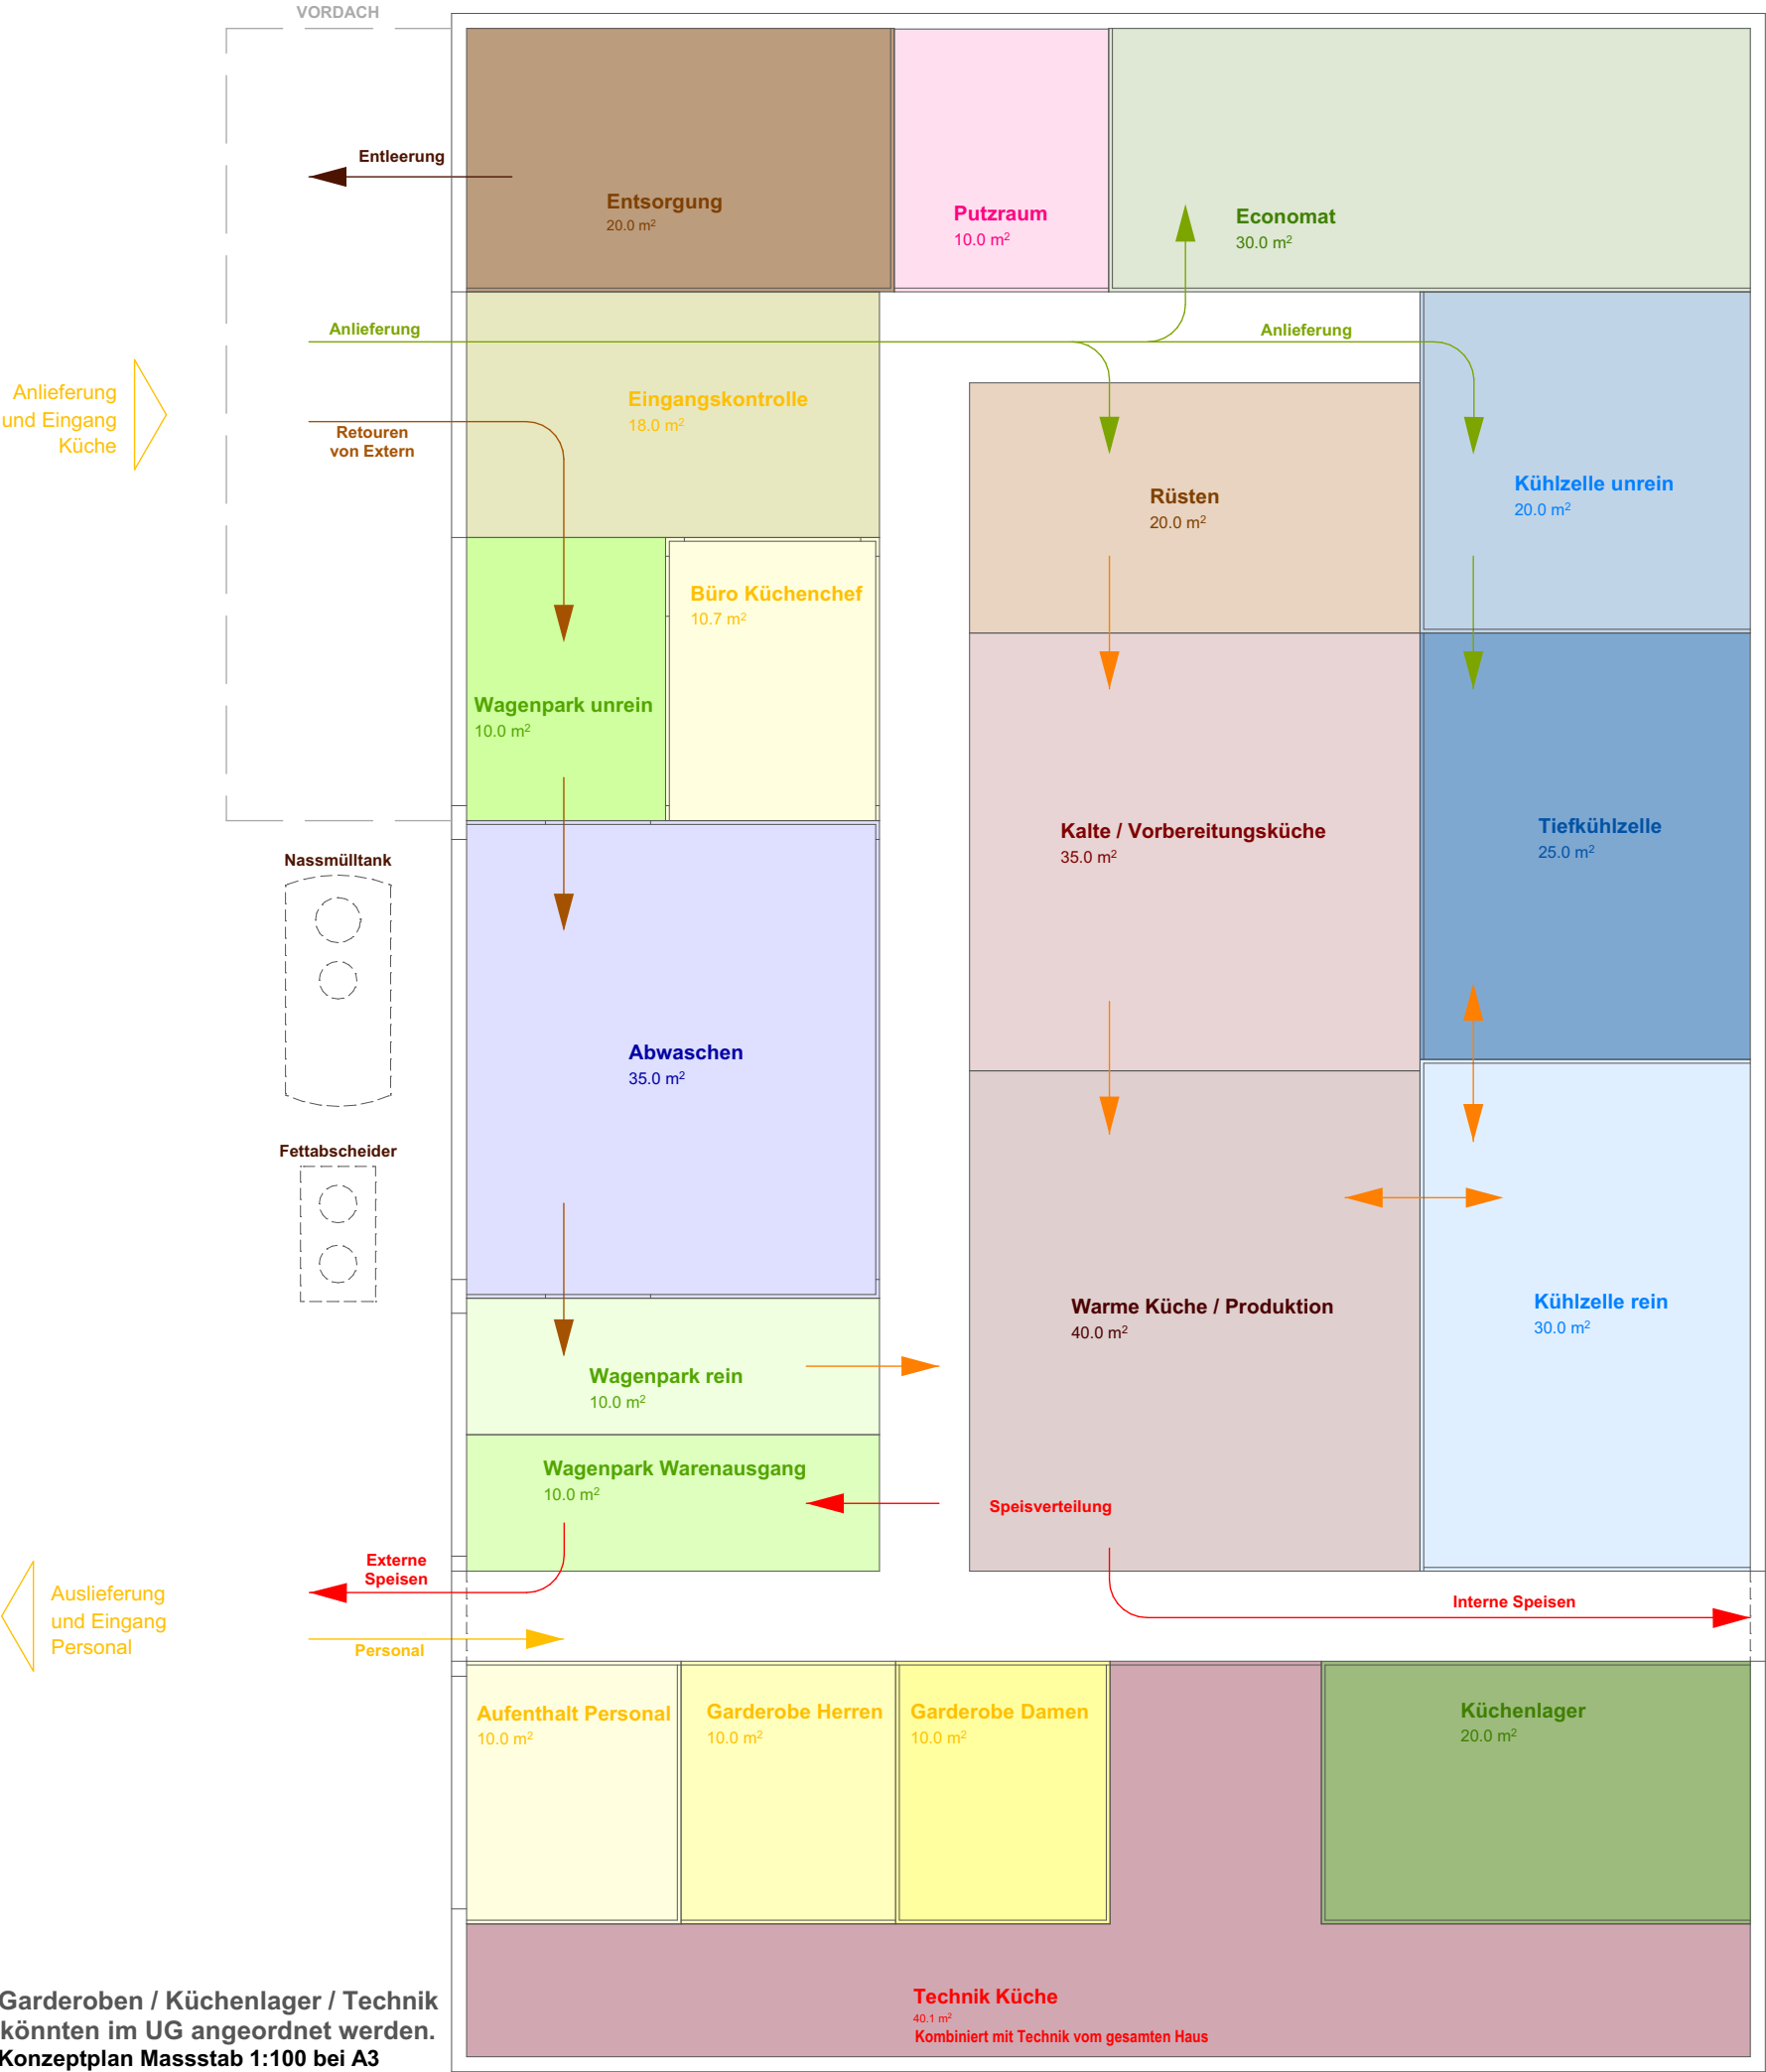 VORDACH
Entleerung
Entsorgung
20.0 m²
Putzraum
10.0 m²
Economat
30.0 m²
Anlieferung
Anlieferung
Anlieferung
und Eingang
Küche
Eingangskontrolle
18.0 m²
Retouren
von Extern
Rüsten
20.0 m²
Kühlzelle unrein
20.0 m²
Büro Küchenchef
10.7 m²
Wagenpark unrein
10.0 m²
Kalte / Vorbereitungsküche
35.0 m²
Tiefkühlzelle
25.0 m²
Nassmülltank
Abwaschen
35.0 m²
Fettabscheider
Warme Küche / Produktion
40.0 m²
Kühlzelle rein
30.0 m²
Wagenpark rein
10.0 m²
Wagenpark Warenausgang
10.0 m²
Speisverteilung
Externe
Speisen
Interne Speisen
Auslieferung
und Eingang
Personal
Personal
Aufenthalt Personal
10.0 m²
Garderobe Herren
10.0 m²
Garderobe Damen
10.0 m²
Küchenlager
20.0 m²
Technik Küche
40.1 m²
Kombiniert mit Technik vom gesamten Haus
Garderoben / Küchenlager / Technik
könnten im UG angeordnet werden.
Konzeptplan Massstab 1:100 bei A3